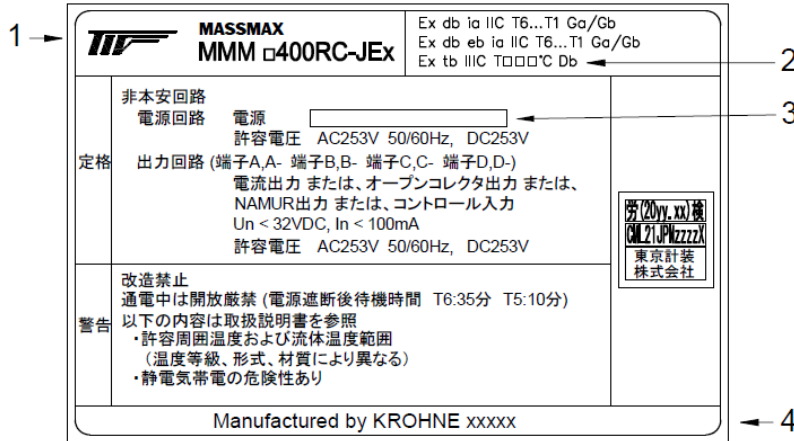 1
MASSMAX
MMM □400RC-JEx
Ex db ia IIC T6...T1 Ga/Gb
Ex db eb ia IIC T6...T1 Ga/Gb
Ex tb IIIC T□□□℃ Db
2
定格
非本安回路
電源回路 電源
3
許容電圧 AC253V 50/60Hz, DC253V
出力回路 (端子A,A- 端子B,B- 端子C,C- 端子D,D-)
電流出力 または、オープンコレクタ出力 または、
NAMUR出力 または、コントロール入力
Un < 32VDC, In < 100mA
許容電圧 AC253V 50/60Hz, DC253V
労(20yy.xx)検
CML21JPNzzzzX
東京計装
株式会社
警告
改造禁止
通電中は開放厳禁 (電源遮断後待機時間 T6:35分 T5:10分)
以下の内容は取扱説明書を参照
・許容周囲温度および流体温度範囲
（温度等級、形式、材質により異なる）
・静電気帯電の危険性あり
Manufactured by KROHNE xxxxx
4